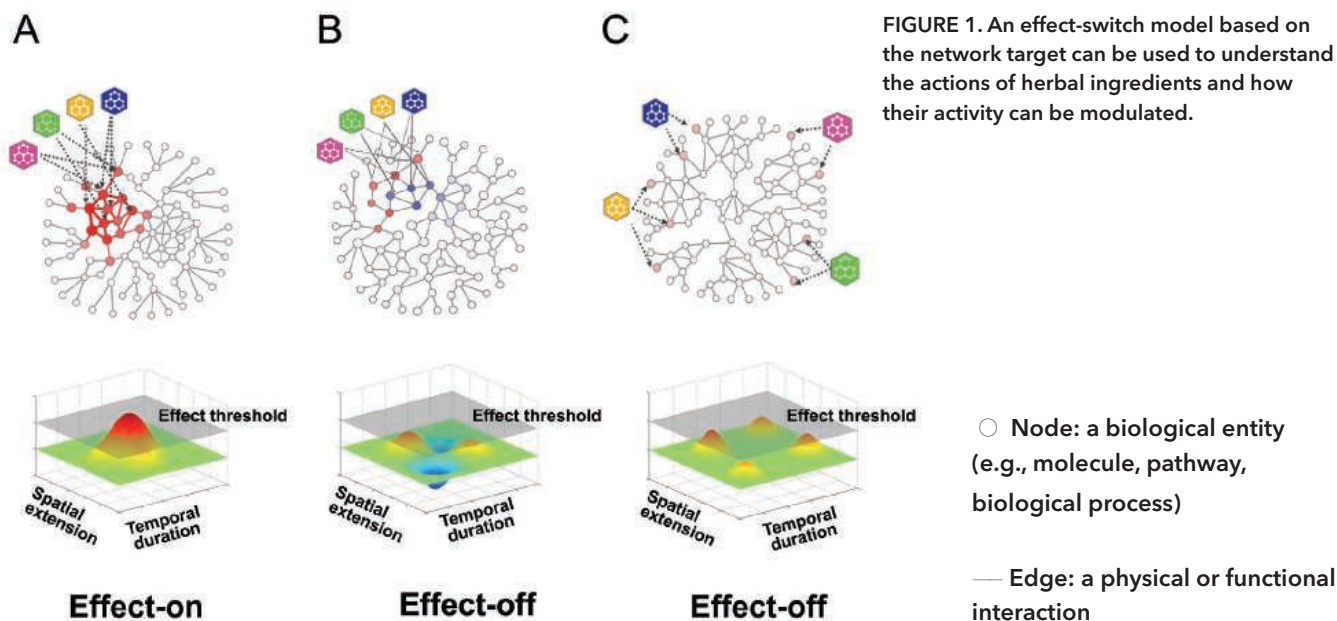 A
B
C
FIGURE 1. An effect-switch model based on
the network target can be used to understand
the actions of herbal ingredients and how
their activity can be modulated.
Effect threshold
Spatial
extension
Temporal
duration
Effect-on
Effect threshold
Spatial
extension
Temporal
duration
Effect-off
Effect threshold
Spatial
extension
Temporal
duration
Effect-off
Node: a biological entity
(e.g., molecule, pathway,
biological process)
Edge: a physical or functional
interaction